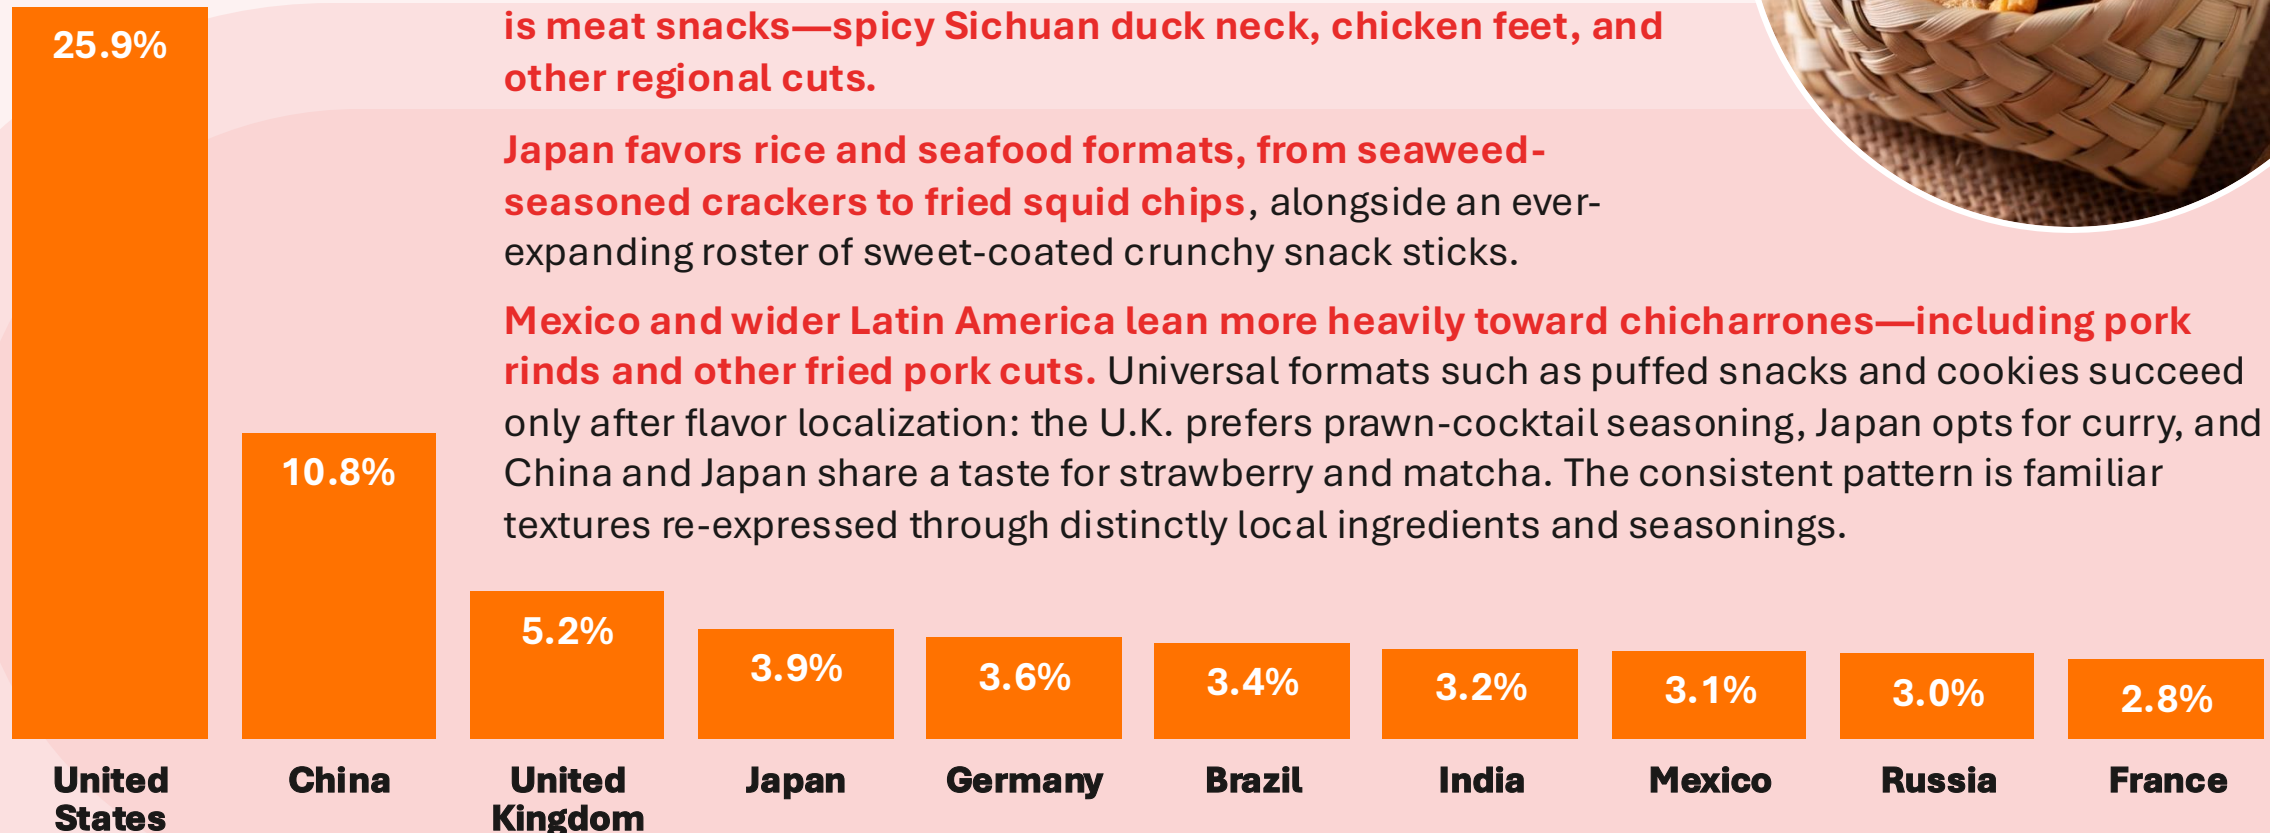 is meat snacks—spicy Sichuan duck neck, chicken feet, and
other regional cuts.
Japan favors rice and seafood formats, from seaweed-
seasoned crackers to fried squid chips, alongside an ever-
expanding roster of sweet-coated crunchy snack sticks.
Mexico and wider Latin America lean more heavily toward chicharrones—including pork
rinds and other fried pork cuts. Universal formats such as puffed snacks and cookies succeed
only after flavor localization: the U.K. prefers prawn-cocktail seasoning, Japan opts for curry, and
China and Japan share a taste for strawberry and matcha. The consistent pattern is familiar
textures re-expressed through distinctly local ingredients and seasonings.
25.9%
10.8%
5.2%
3.9%
3.6%
3.4%
3.2%
3.1%
3.0%
2.8%
United
States
China
United
Kingdom
Japan
Germany
Brazil
India
Mexico
Russia
France